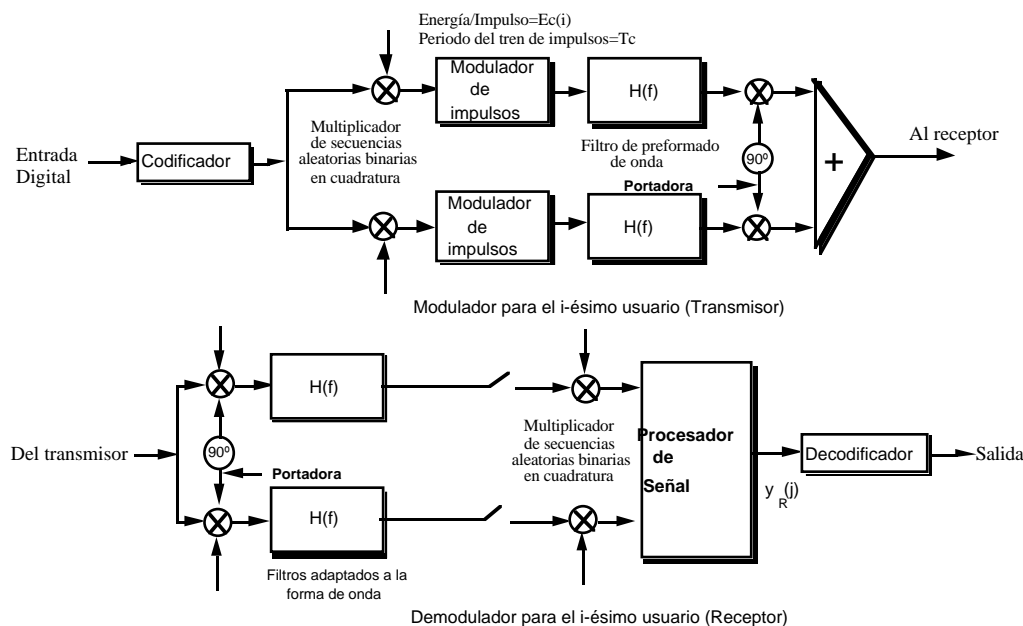 Energía/Impulso=Ec(i)
Periodo del tren de impulsos=Tc
Modulador
de
impulsos
H(f)
Entrada
Digital
Codificador
Multiplicador
de secuencias
aleatorias binarias
en cuadratura
Filtro de preformado
de onda
90º
Portadora
+
Al receptor
Modulador
de
impulsos
H(f)
Modulador para el i-ésimo usuario (Transmisor)
H(f)
Del transmisor
90º
Portadora
Multiplicador
de secuencias
aleatorias binarias
en cuadratura
Procesador
de
Señal
y R(j)
Decodificador
Salida
H(f)
Filtros adaptados a la
forma de onda
Demodulador para el i-ésimo usuario (Receptor)